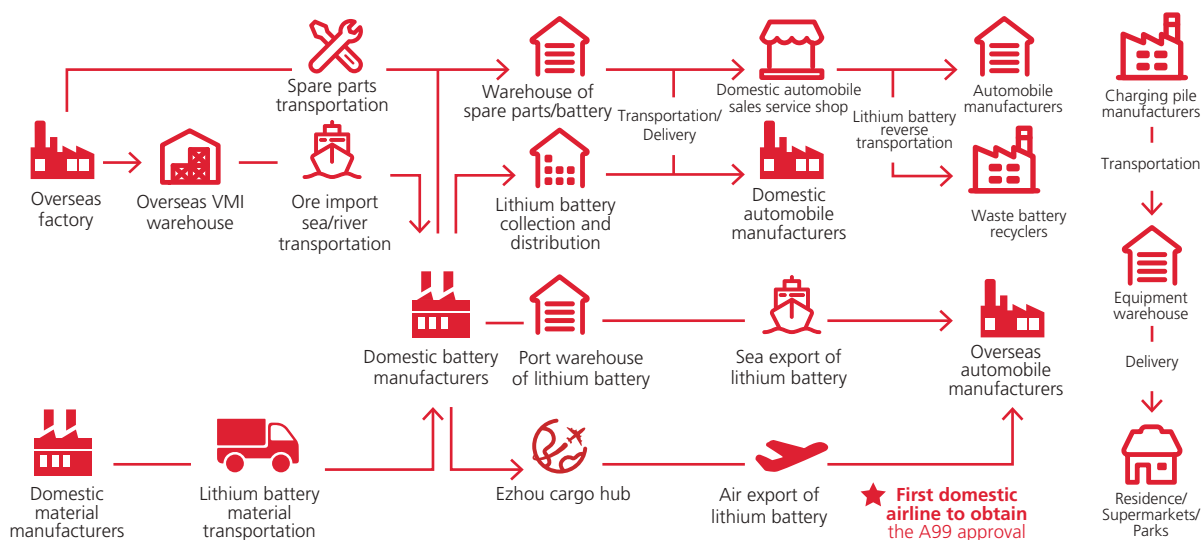 Spare parts
transportation
Warehouse of
spare parts/battery
Transportation/
Delivery
Domestic automobile
sales service shop
Lithium battery
reverse
transportation
Automobile
manufacturers
Charging pile
manufacturers
Transportation
Overseas
factory
Overseas VMI
warehouse
Ore import
sea/river
transportation
Lithium battery
collection and
distribution
Domestic
automobile
manufacturers
Waste battery
recyclers
Equipment
warehouse
Delivery
Domestic battery
manufacturers
Port warehouse
of lithium battery
Sea export of
lithium battery
Overseas
automobile
manufacturers
Domestic
material
manufacturers
Lithium battery
material
transportation
Ezhou cargo hub
Air export of
lithium battery
First domestic
airline to obtain
the A99 approval
Residence/
Supermarkets/
Parks